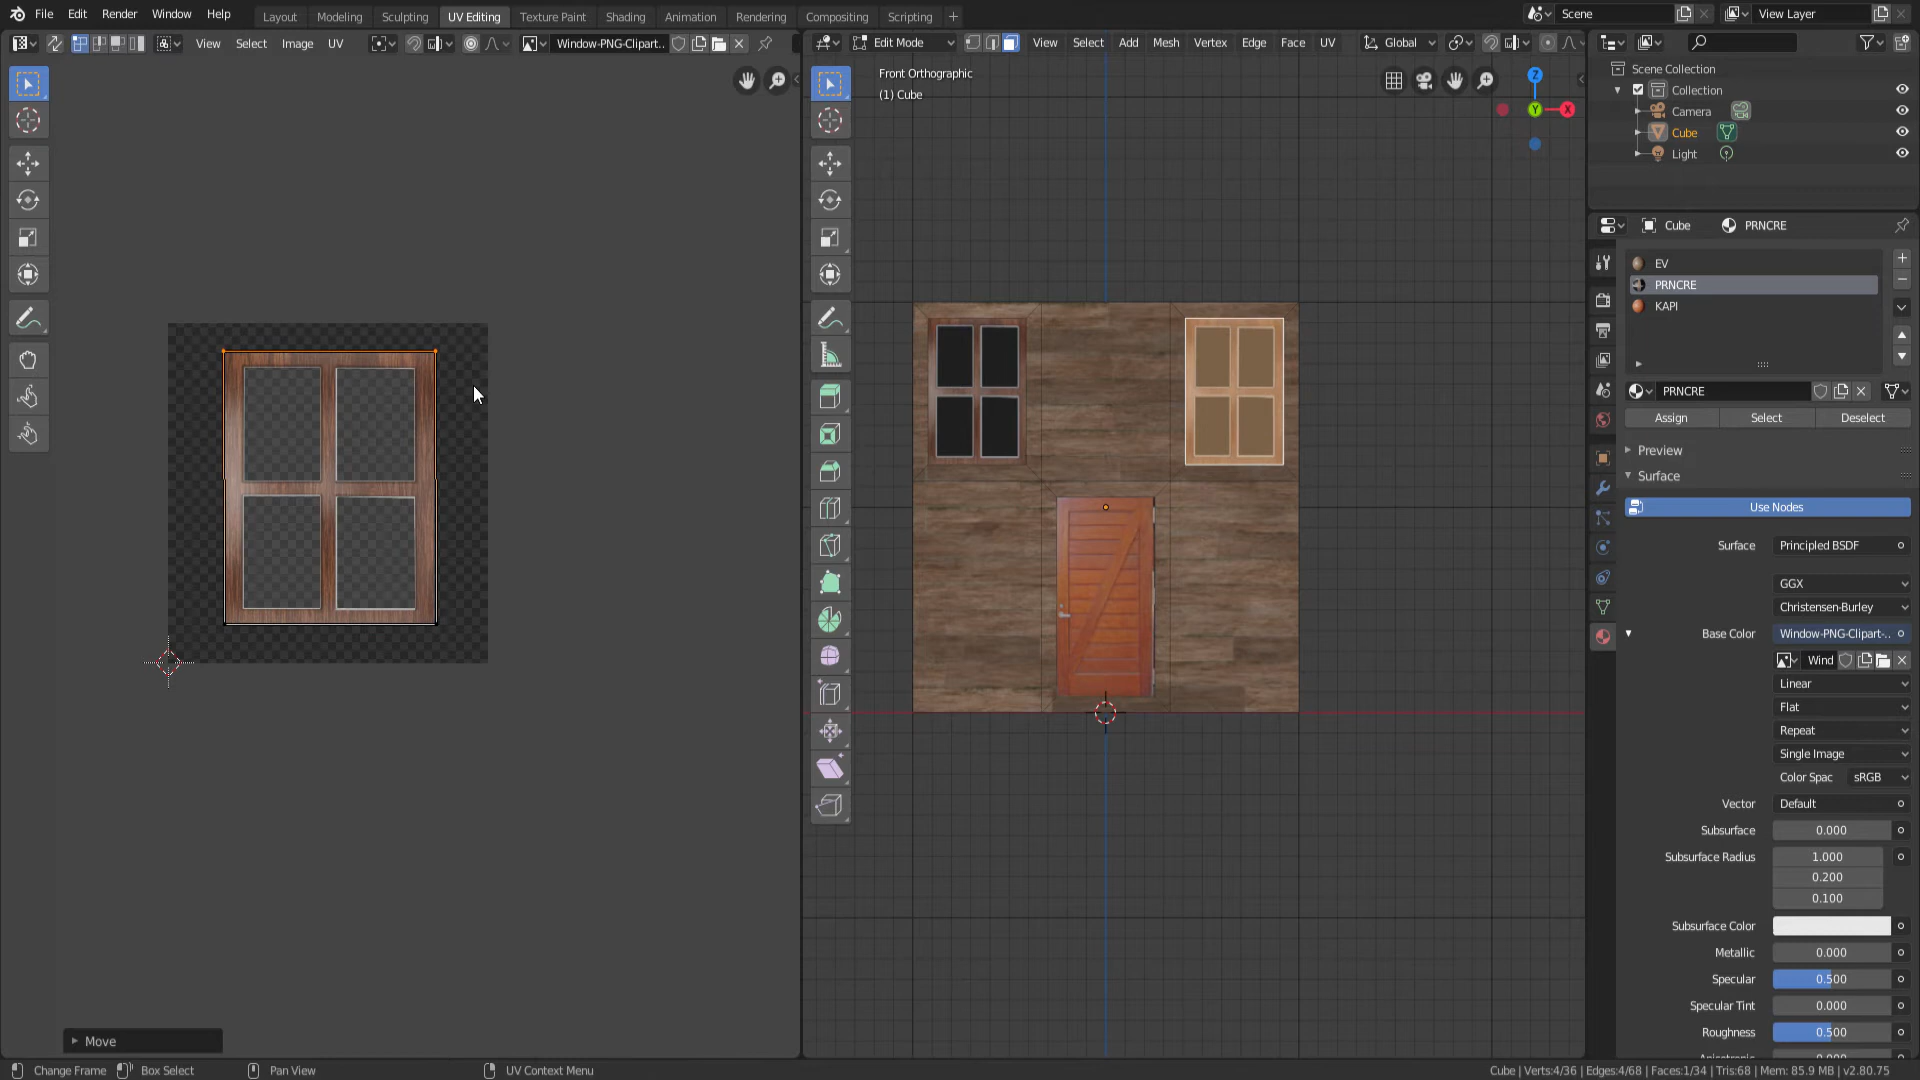 File Edit Render Window Help Layout Modeling Sculpting UV Editing Texture Paint Shading Animation Rendering Compositing Scripting + Scene View Layer
View Select Image UV Window-PNG-Clipart.. Edit Mode View Select Add Mesh Vertex Edge Face UV Global
Front Orthographic
(1) Cube
Z
Y
X
Scene Collection
Collection
Camera
Cube
Light
Cube PRNCRE
EV
PRNCRE
KAPI
PRNCRE
Assign Select Deselect
Preview
Surface
Use Nodes
Surface Principled BSDF
GGX
Christensen-Burley
Base Color Window-PNG-Clipart-..
Wind
Linear
Flat
Repeat
Single Image
Color Spac sRGB
Vector Default
Subsurface 0.000
Subsurface Radius 1.000
0.200
0.100
Subsurface Color
Metallic 0.000
Specular 0.500
Specular Tint 0.000
Roughness 0.500
Move
Change Frame Box Select Pan View UV Context Menu Cube | Verts:4/36 | Edges:4/68 | Faces:1/34 | Tris:68 | Mem: 85.9 MB | v2.80.75